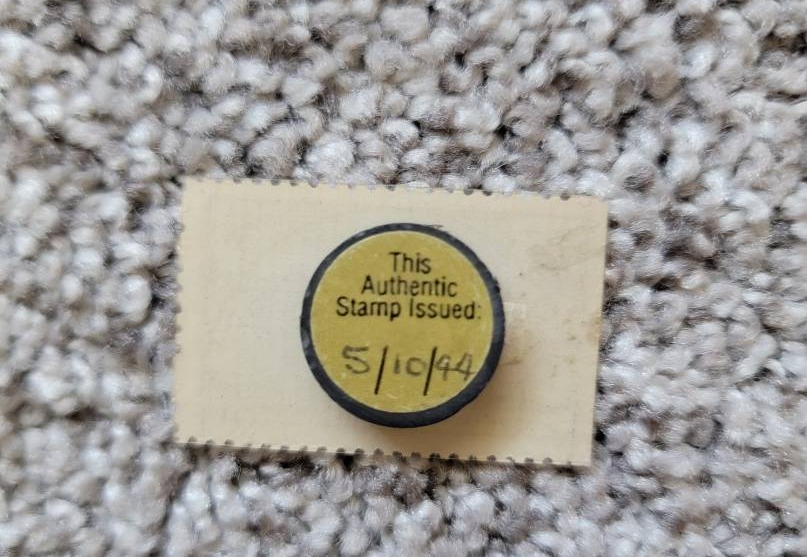 This
Authentic
Stamp Issued:
5/10/44